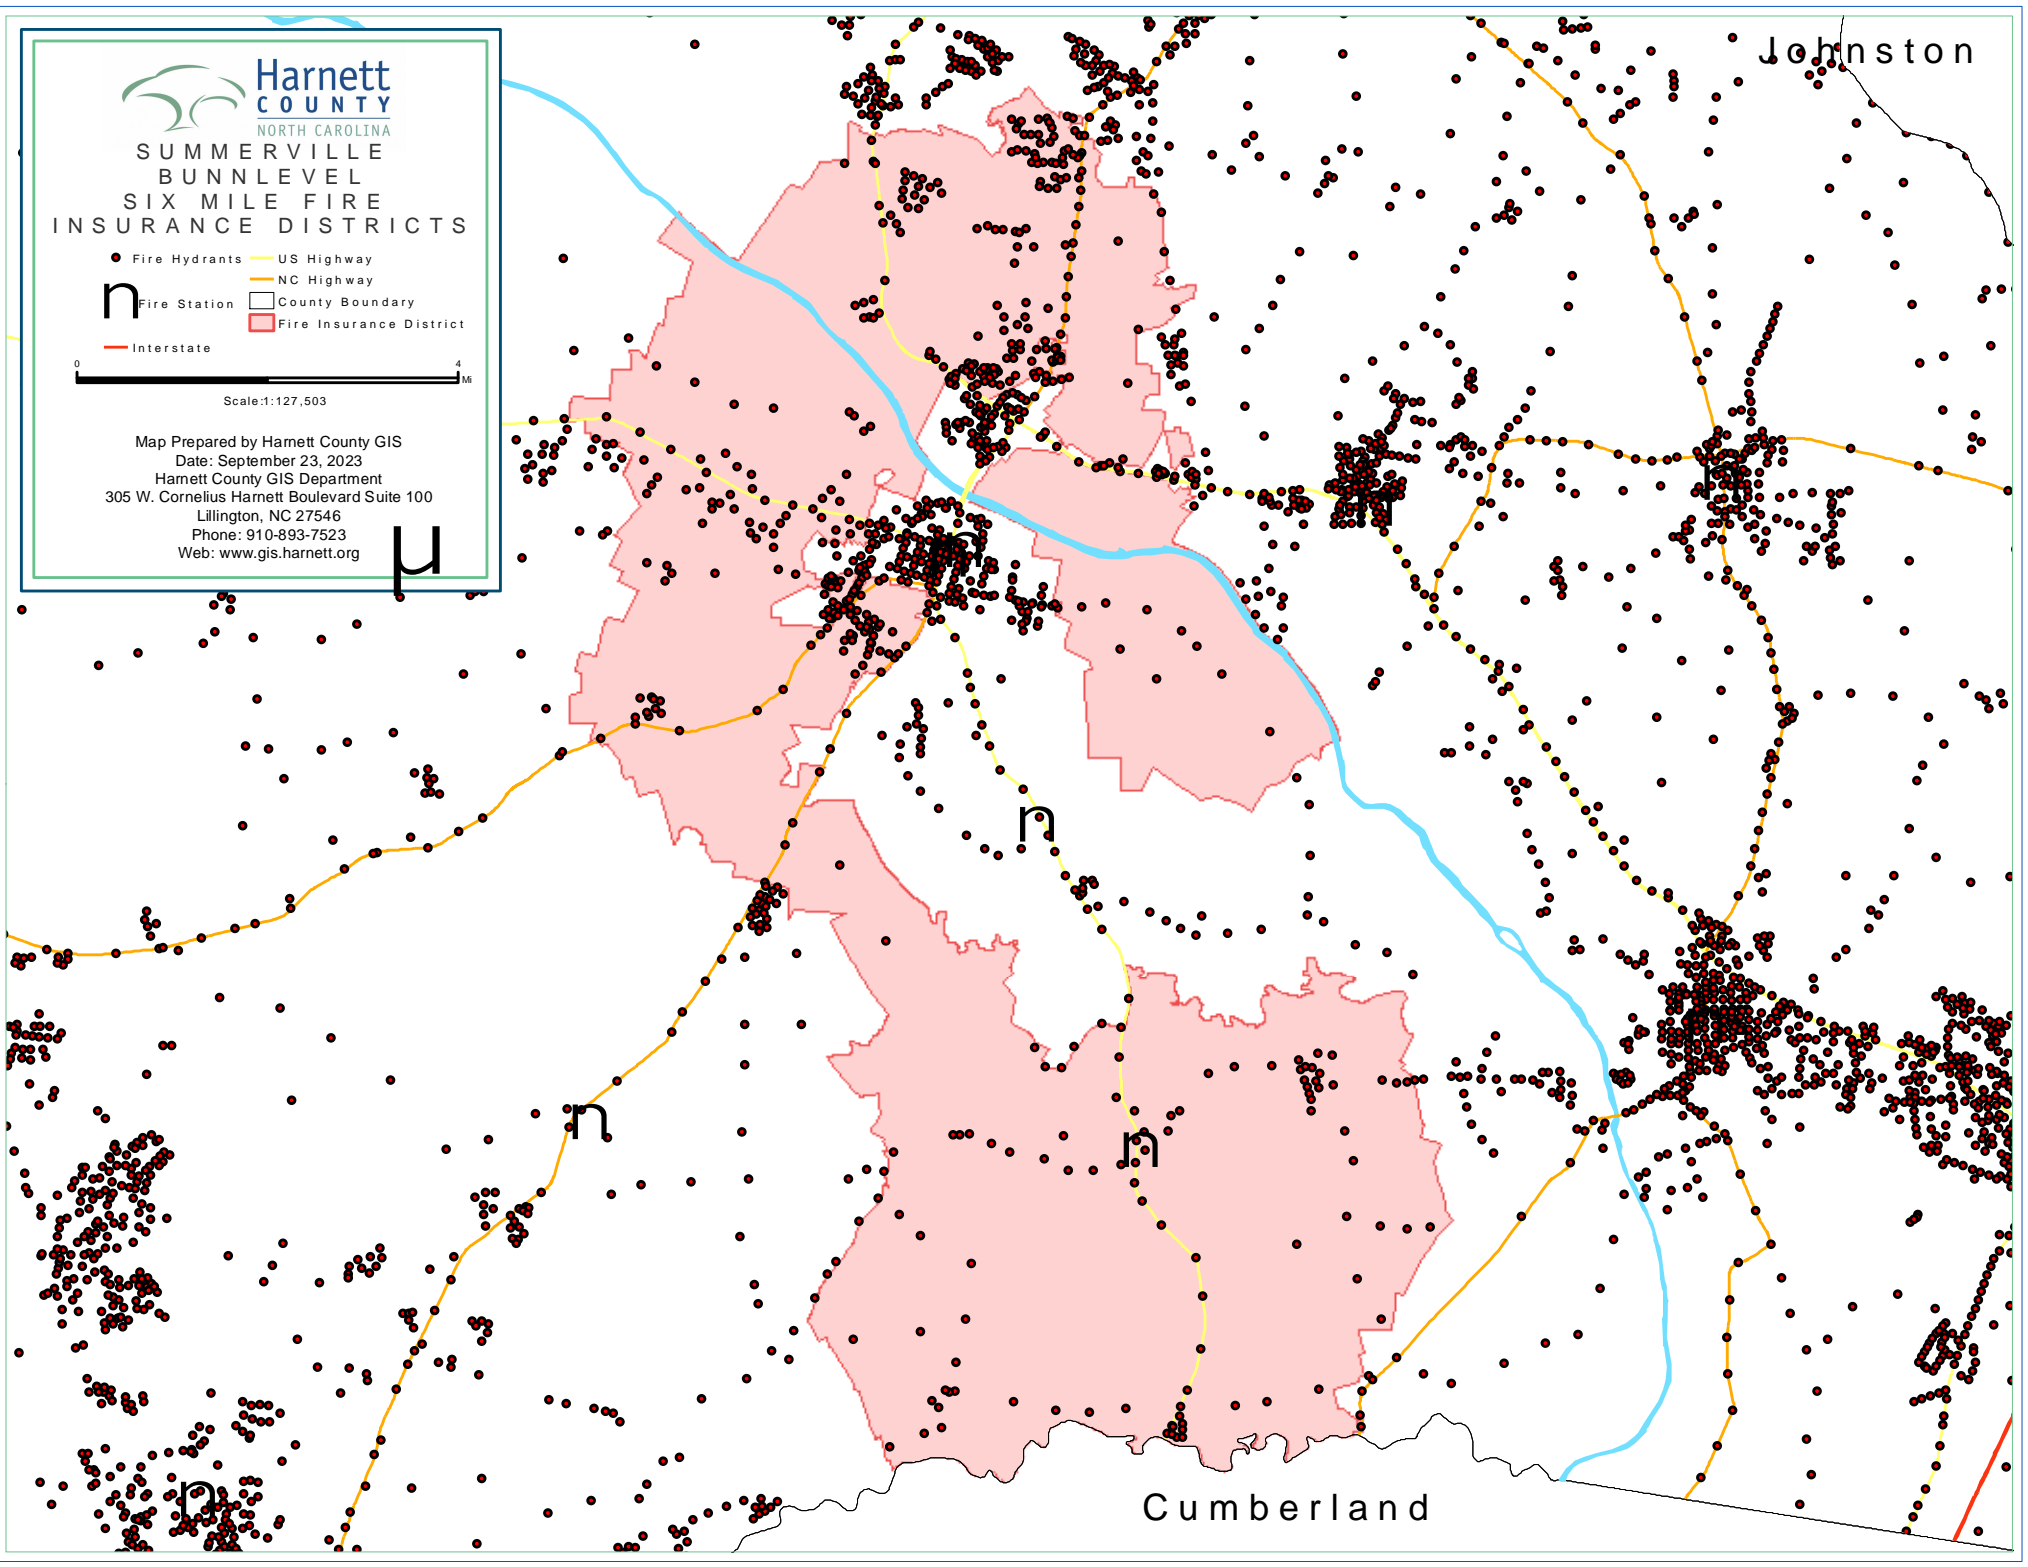 Harnett
COUNTY
NORTH CAROLINA
SUMMERVILLE
BUNNLEVEL
SIX MILE FIRE
INSURANCE DISTRICTS
Fire Hydrants
US Highway
NC Highway
n Fire Station
County Boundary
Fire Insurance District
Interstate
0 4
Mi
Scale:1:127,503
Map Prepared by Harnett County GIS
Date: September 23, 2023
Harnett County GIS Department
305 W. Cornelius Harnett Boulevard Suite 100
Lillington, NC 27546
Phone: 910-893-7523
Web: www.gis.harnett.org
µ
Johnston
n
n
n
n
n
n
n
Cumberland